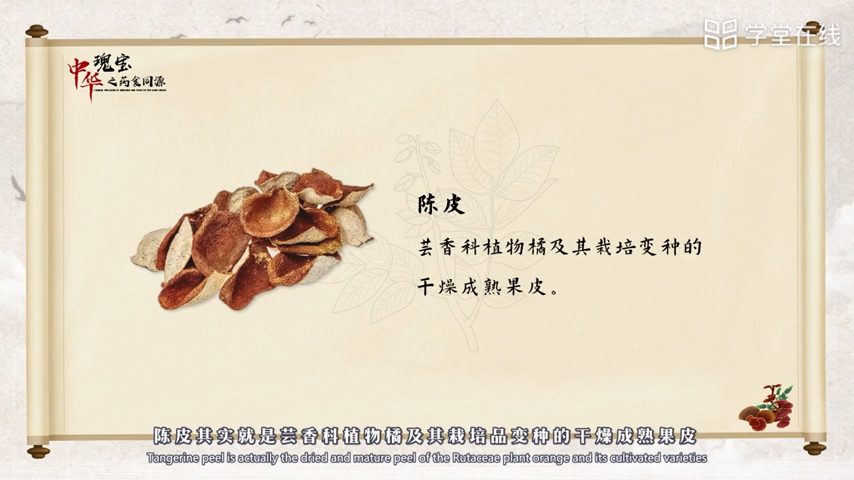 学堂在线
瑰宝
中华之药食同源
陈皮
芸香科植物橘及其栽培变种的
干燥成熟果皮。
陈皮其实就是芸香科植物橘及其栽培品变种的干燥成熟果皮
Tangerine peel is actually the dried and mature peel of the Rutaceae plant orange and its cultivated varieties